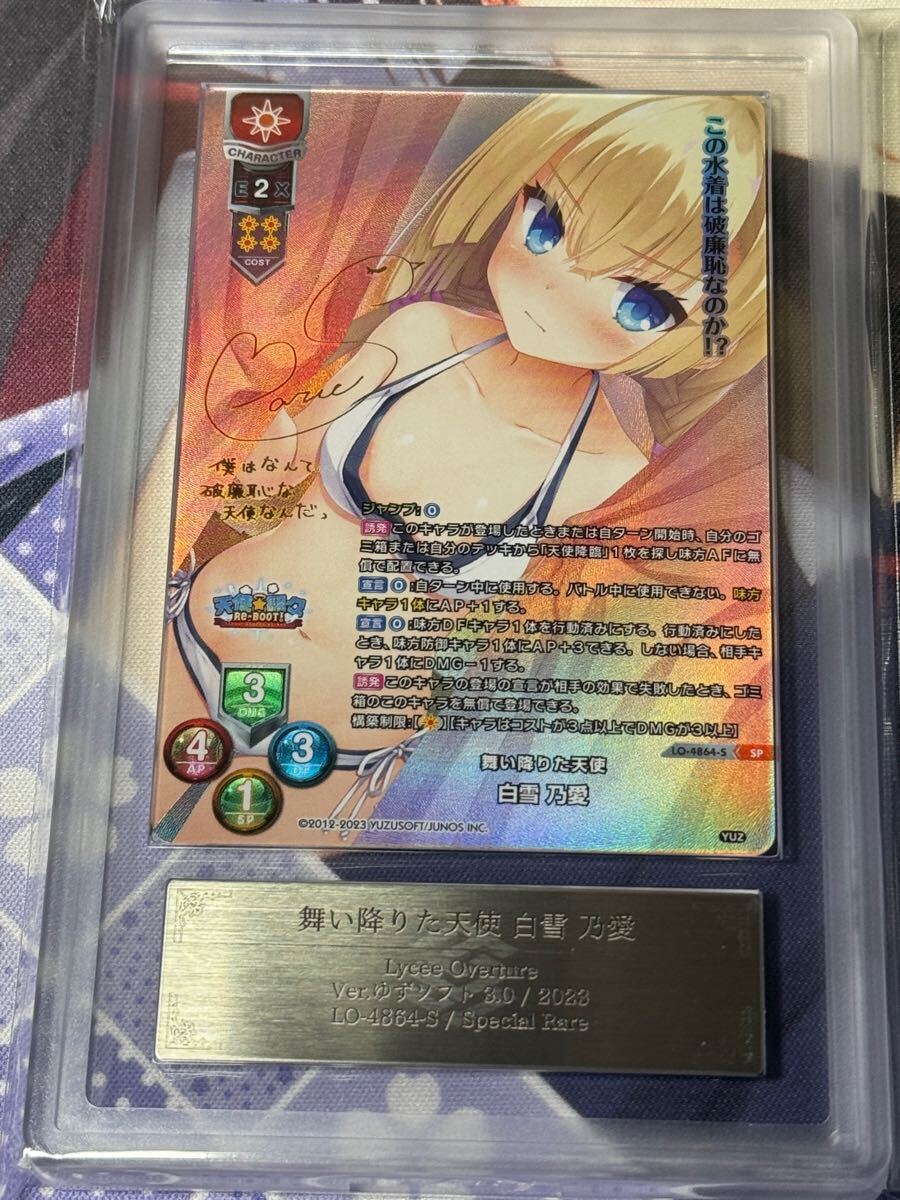 CHARACTER
E 2 X
COST
この水着は破廉恥なのか!?
僕はなんて
破廉恥な
天使なんだっ
天使☆騒々
RE-BOOT!
ジャンプ:0
誘発 このキャラが登場したときまたは自ターン開始時、自分のゴ
ミ箱または自分のデッキから「天使降臨」1枚を探し味方AFに無
償で配置できる。
宣言 0:自ターン中に使用する。バトル中に使用できない。味方
キャラ1体にAP+1する。
宣言 0:味方DFキャラ1体を行動済みにする。行動済みにした
とき、味方防御キャラ1体にAP+3できる。しない場合、相手キ
ャラ1体にDMG-1する。
誘発 このキャラの登場の宣言が相手の効果で失敗したとき、ゴミ
箱のこのキャラを無償で登場できる。
構築制限:【】【キャラはコストが3点以上でDMGが3以上】
3
DMG
4
AP
3
DF
1
SP
LO-4864-S SP
舞い降りた天使
白雪 乃愛
©2012-2023 YUZUSOFT/JUNOS INC.
YUZ
舞い降りた天使 白雪 乃愛
Lycee Overture
Ver.ゆずソフト 3.0 / 2023
LO-4864-S / Special Rare